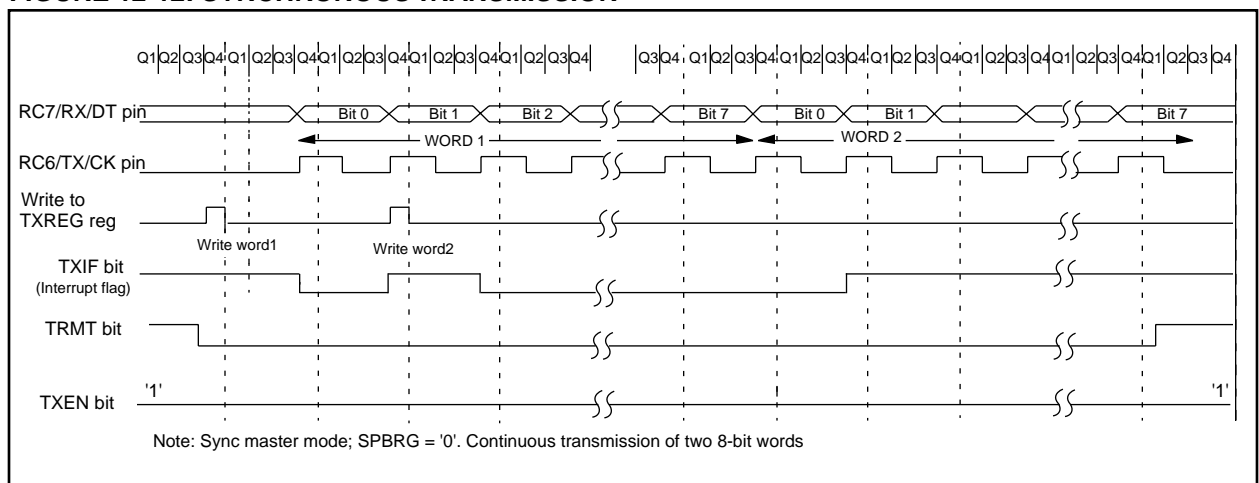 FIGURE 12-12: SYNCHRONOUS TRANSMISSION
Q1 Q2 Q3 Q4 Q1 Q2 Q3 Q4 Q1 Q2 Q3 Q4 Q1 Q2 Q3 Q4 Q1 Q2 Q3 Q4 Q3 Q4 Q1 Q2 Q3 Q4 Q1 Q2 Q3 Q4 Q1 Q2 Q3 Q4 Q1 Q2 Q3 Q4 Q1 Q2 Q3 Q4 Q1 Q2 Q3 Q4
RC7/RX/DT pin Bit 0 Bit 1 Bit 2 Bit 7 Bit 0 Bit 1 Bit 7
WORD 1 WORD 2
RC6/TX/CK pin
Write to
TXREG reg
Write word1 Write word2
TXIF bit
(Interrupt flag)
TRMT bit
'1' '1'
TXEN bit
Note: Sync master mode; SPBRG = '0'. Continuous transmission of two 8-bit words